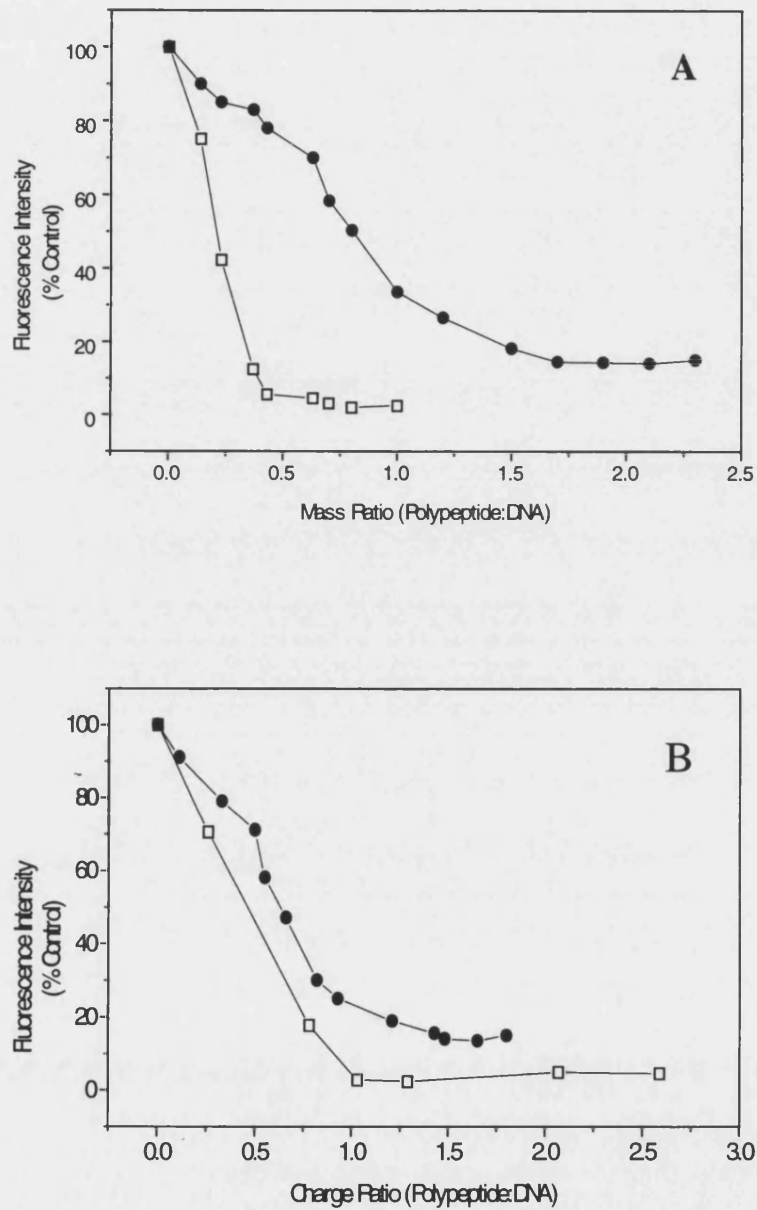 A
100
80
60
40
20
0
Fluorescence Intensity
(% Control)
0.0 0.5 1.0 1.5 2.0 2.5
Mass Ratio (Polypeptide:DNA)
B
100
80
60
40
20
0
Fluorescence Intensity
(% Control)
0.0 0.5 1.0 1.5 2.0 2.5 3.0
Charge Ratio (Polypeptide:DNA)